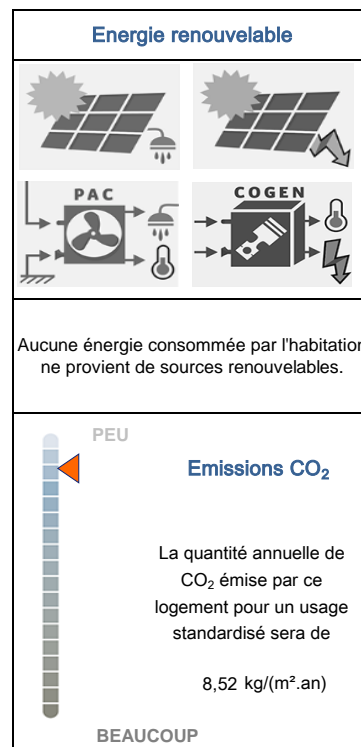 Energie renouvelable
PAC
COGEN
Aucune énergie consommée par l'habitation
ne provient de sources renouvelables.
PEU
Emissions CO₂
La quantité annuelle de
CO₂ émise par ce
logement pour un usage
standardisé sera de
8,52 kg/(m².an)
BEAUCOUP